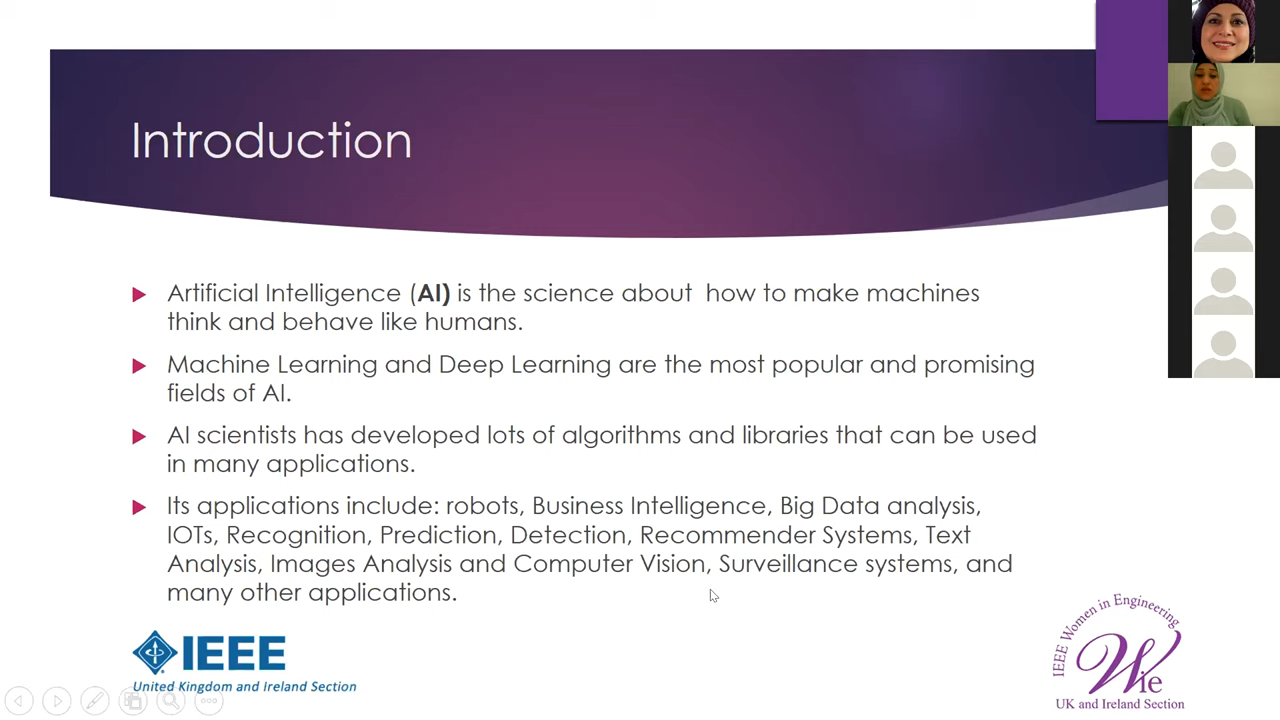 Introduction
Artificial Intelligence (AI) is the science about how to make machines
think and behave like humans.
Machine Learning and Deep Learning are the most popular and promising
fields of AI.
AI scientists has developed lots of algorithms and libraries that can be used
in many applications.
Its applications include: robots, Business Intelligence, Big Data analysis,
IOTs, Recognition, Prediction, Detection, Recommender Systems, Text
Analysis, Images Analysis and Computer Vision, Surveillance systems, and
many other applications.
IEEE
United Kingdom and Ireland Section
IEEE Women in Engineering
Wie
UK and Ireland Section